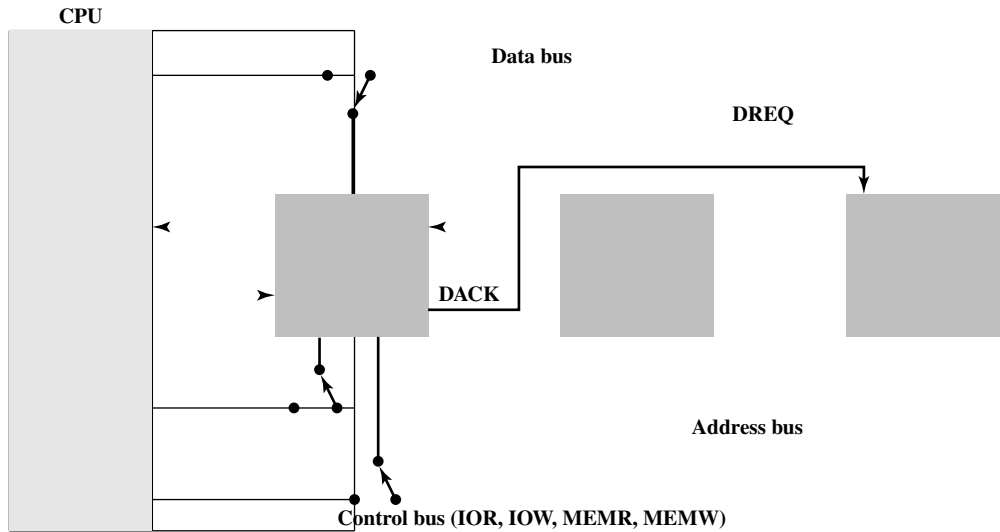 CPU
Data bus
DREQ
DACK
Address bus
Control bus (IOR, IOW, MEMR, MEMW)